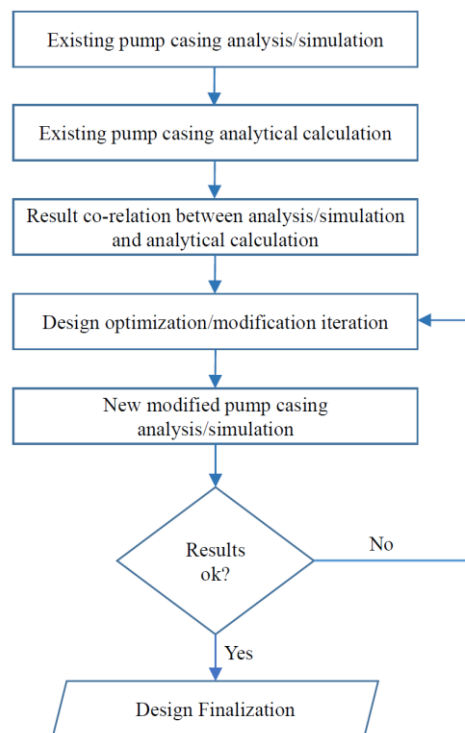 Existing pump casing analysis/simulation
Existing pump casing analytical calculation
Result co-relation between analysis/simulation
and analytical calculation
Design optimization/modification iteration
New modified pump casing
analysis/simulation
Results
ok?
No
Yes
Design Finalization